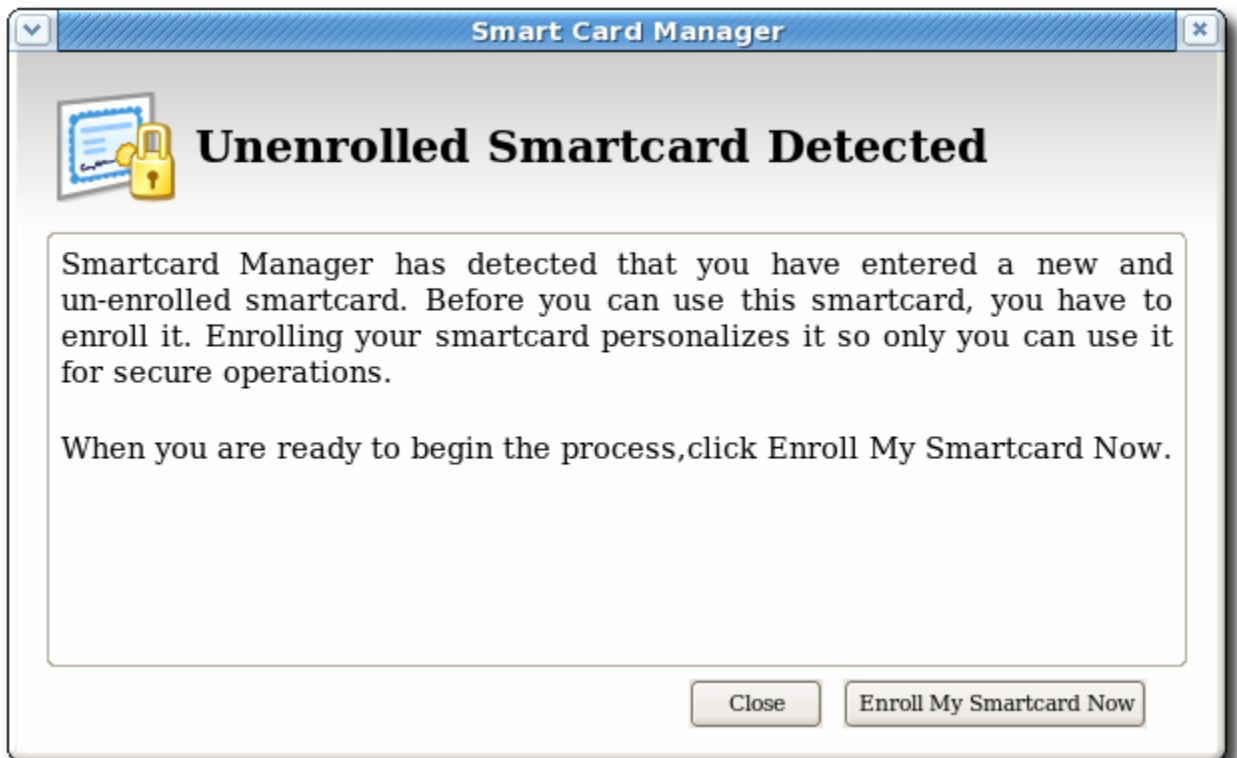 Smart Card Manager
Unenrolled Smartcard Detected
Smartcard Manager has detected that you have entered a new and
un-enrolled smartcard. Before you can use this smartcard, you have to
enroll it. Enrolling your smartcard personalizes it so only you can use it
for secure operations.
When you are ready to begin the process,click Enroll My Smartcard Now.
Close
Enroll My Smartcard Now